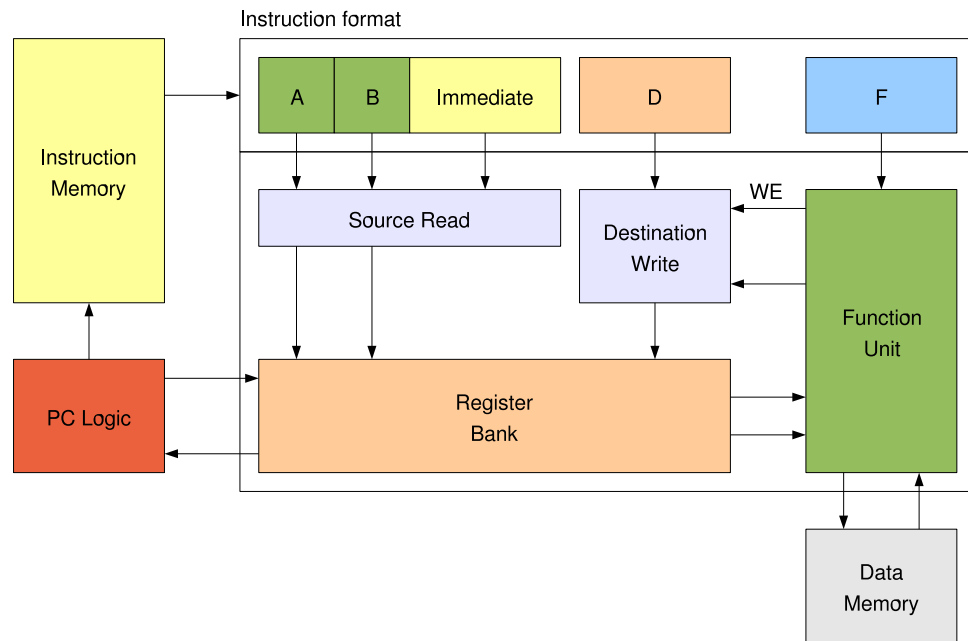 Instruction format
A
B
Immediate
D
F
Instruction
Memory
Source Read
WE
Destination
Write
Function
Unit
PC Logic
Register
Bank
Data
Memory